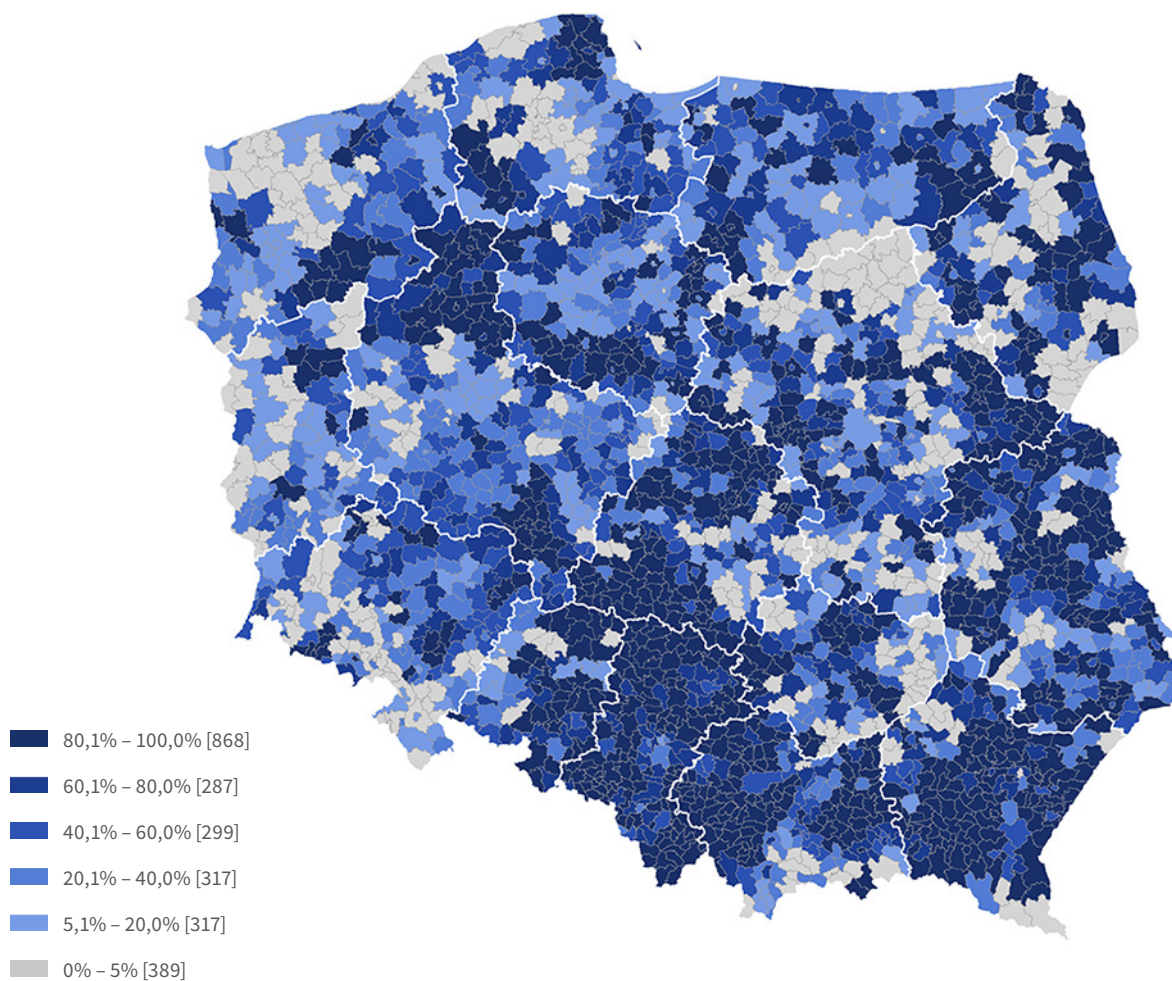 80,1% – 100,0% [868]
60,1% – 80,0% [287]
40,1% – 60,0% [299]
20,1% – 40,0% [317]
5,1% – 20,0% [317]
0% – 5% [389]